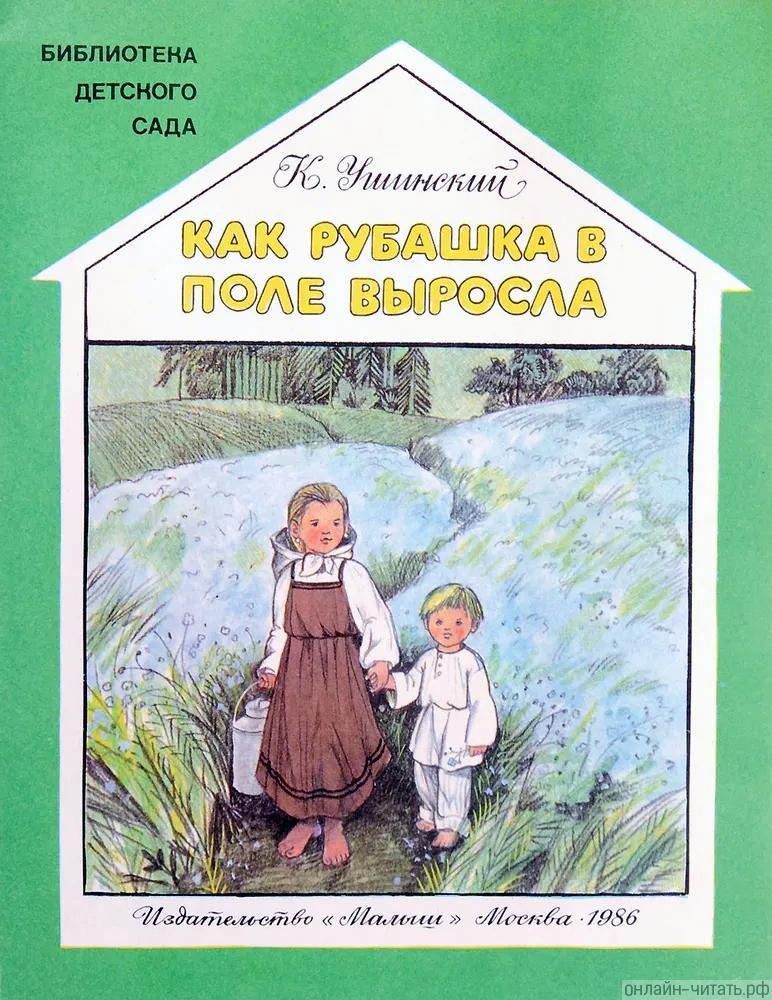 БИБЛИОТЕКА
ДЕТСКОГО
САДА
К. Ушинский
КАК РУБАШКА В
ПОЛЕ ВЫРОСЛА
Издательство «Малыш» Москва · 1986
онлайн-читать.рф